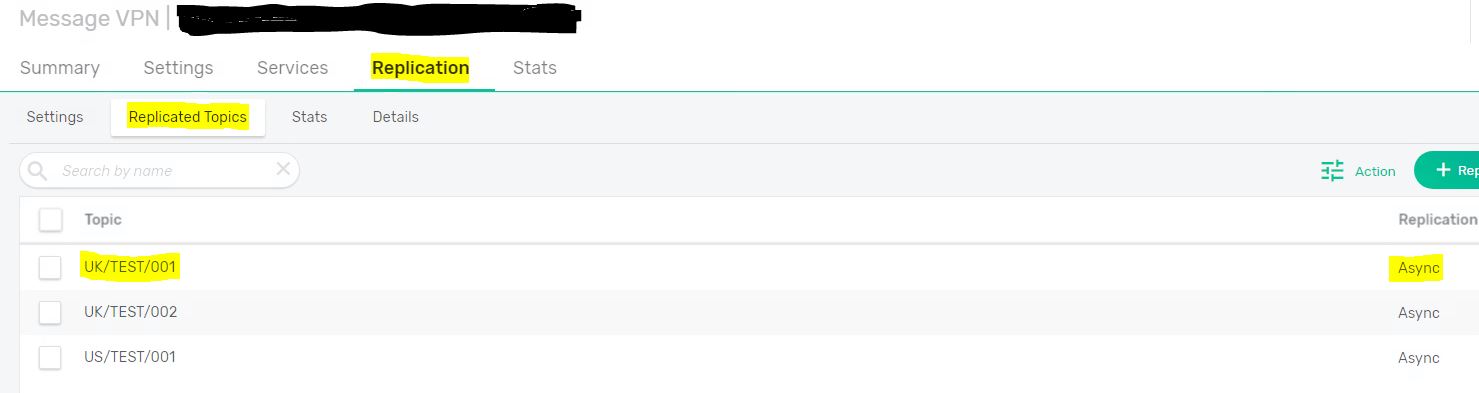 Message VPN |
Summary Settings Services Replication Stats
Settings Replicated Topics Stats Details
Search by name Action + Rep
Topic Replication
UK/TEST/001 Async
UK/TEST/002 Async
US/TEST/001 Async